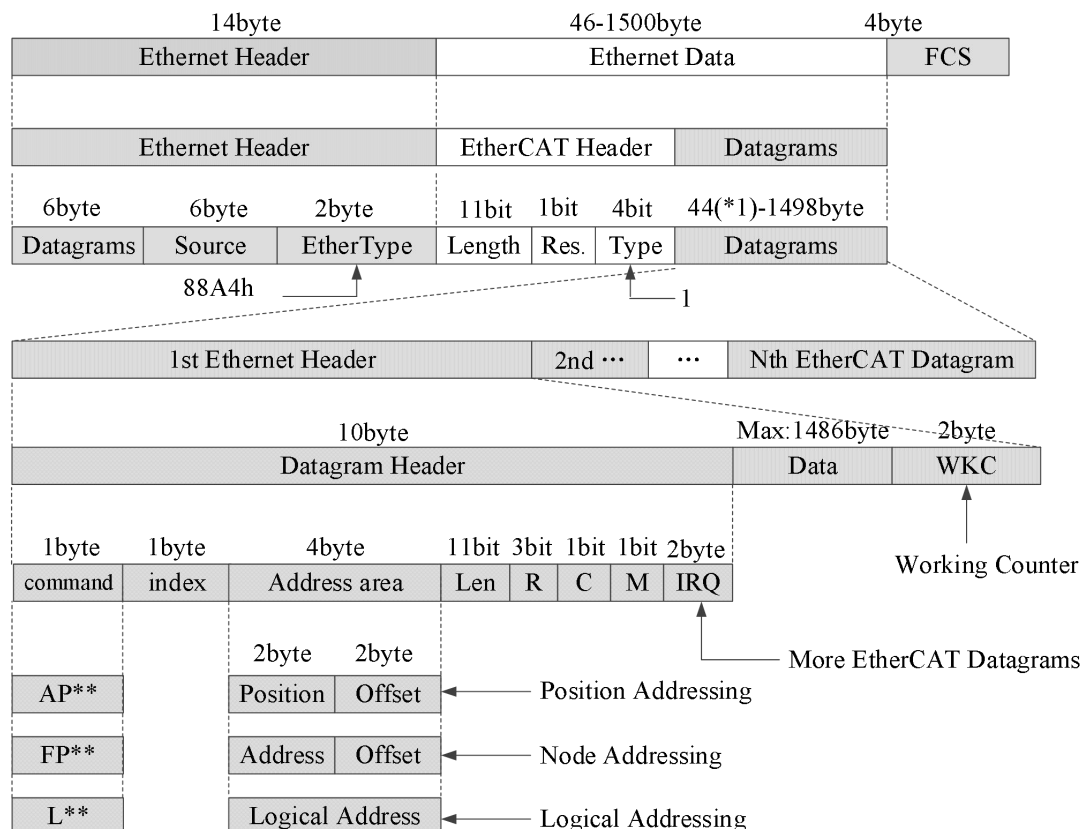 14byte 46-1500byte 4byte
Ethernet Header Ethernet Data FCS
Ethernet Header EtherCAT Header Datagrams
6byte 6byte 2byte 11bit 1bit 4bit 44(*1)-1498byte
Datagrams Source EtherType Length Res. Type Datagrams
88A4h 1
1st Ethernet Header 2nd ··· ··· Nth EtherCAT Datagram
10byte Max:1486byte 2byte
Datagram Header Data WKC
1byte 1byte 4byte 11bit 3bit 1bit 1bit 2byte
Working Counter
command index Address area Len R C M IRQ
2byte 2byte
More EtherCAT Datagrams
AP** Position Offset Position Addressing
FP** Address Offset Node Addressing
L** Logical Address Logical Addressing